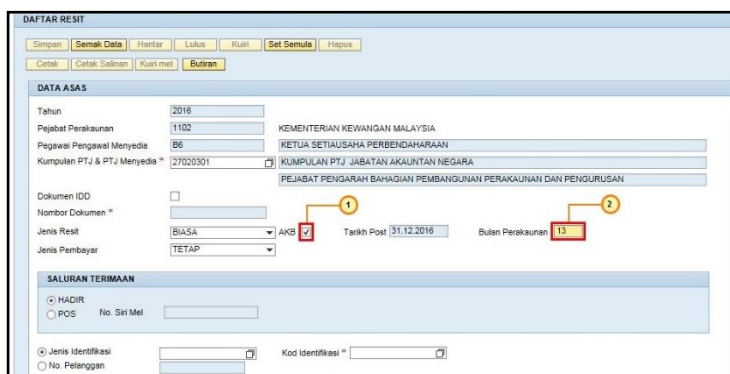 DAFTAR RESIT
Simpan Semak Data Hantar Lulus Kuiri Set Semula Hapus
Cetak Cetak Salinan Kuiri mel Butiran
DATA ASAS
Tahun 2016
Pejabat Perakaunan 1102 KEMENTERIAN KEWANGAN MALAYSIA
Pegawai Pengawal Menyedia B6 KETUA SETIAUSAHA PERBENDAHARAAN
Kumpulan PTJ & PTJ Menyedia * 27020301 KUMPULAN PTJ JABATAN AKAUNTAN NEGARA
PEJABAT PENGARAH BAHAGIAN PEMBANGUNAN PERAKAUNAN DAN PENGURUSAN
Dokumen IDD
1 2
Nombor Dokumen *
Jenis Resit BIASA AKB Tarikh Post 31.12.2016 Bulan Perakaunan 13
Jenis Pembayar TETAP
SALURAN TERIMAAN
HADIR
POS No. Siri Mel
Jenis Identifikasi Kod Identifikasi *
No. Pelanggan